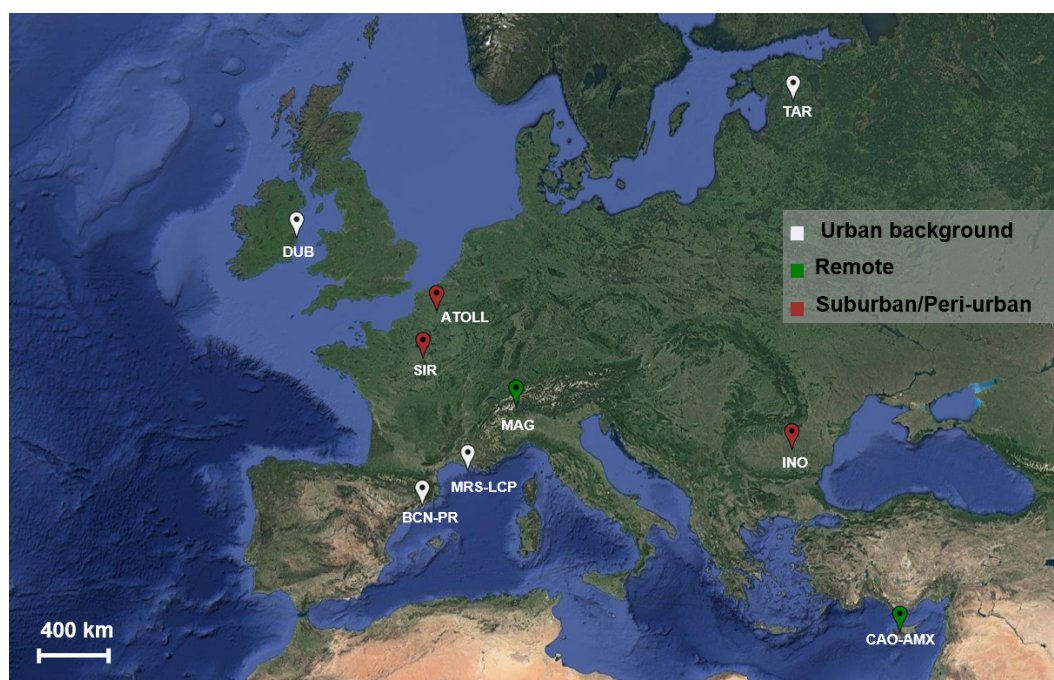 TAR
DUB
Urban background
Remote
Suburban/Peri-urban
ATOLL
SIR
MAG
INO
MRS-LCP
BCN-PR
400 km
CAO-AMX